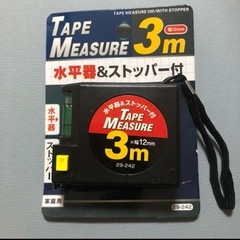 TAPE MEASURE 5M/WITH STOPPER
TAPE
MEASURE
3m
幅12mm
水平器&ストッパー付
水平器
ストッパー
水平器&ストッパー付
TAPE
MEASURE
×幅12mm
3m
29-242
家庭用
29-242